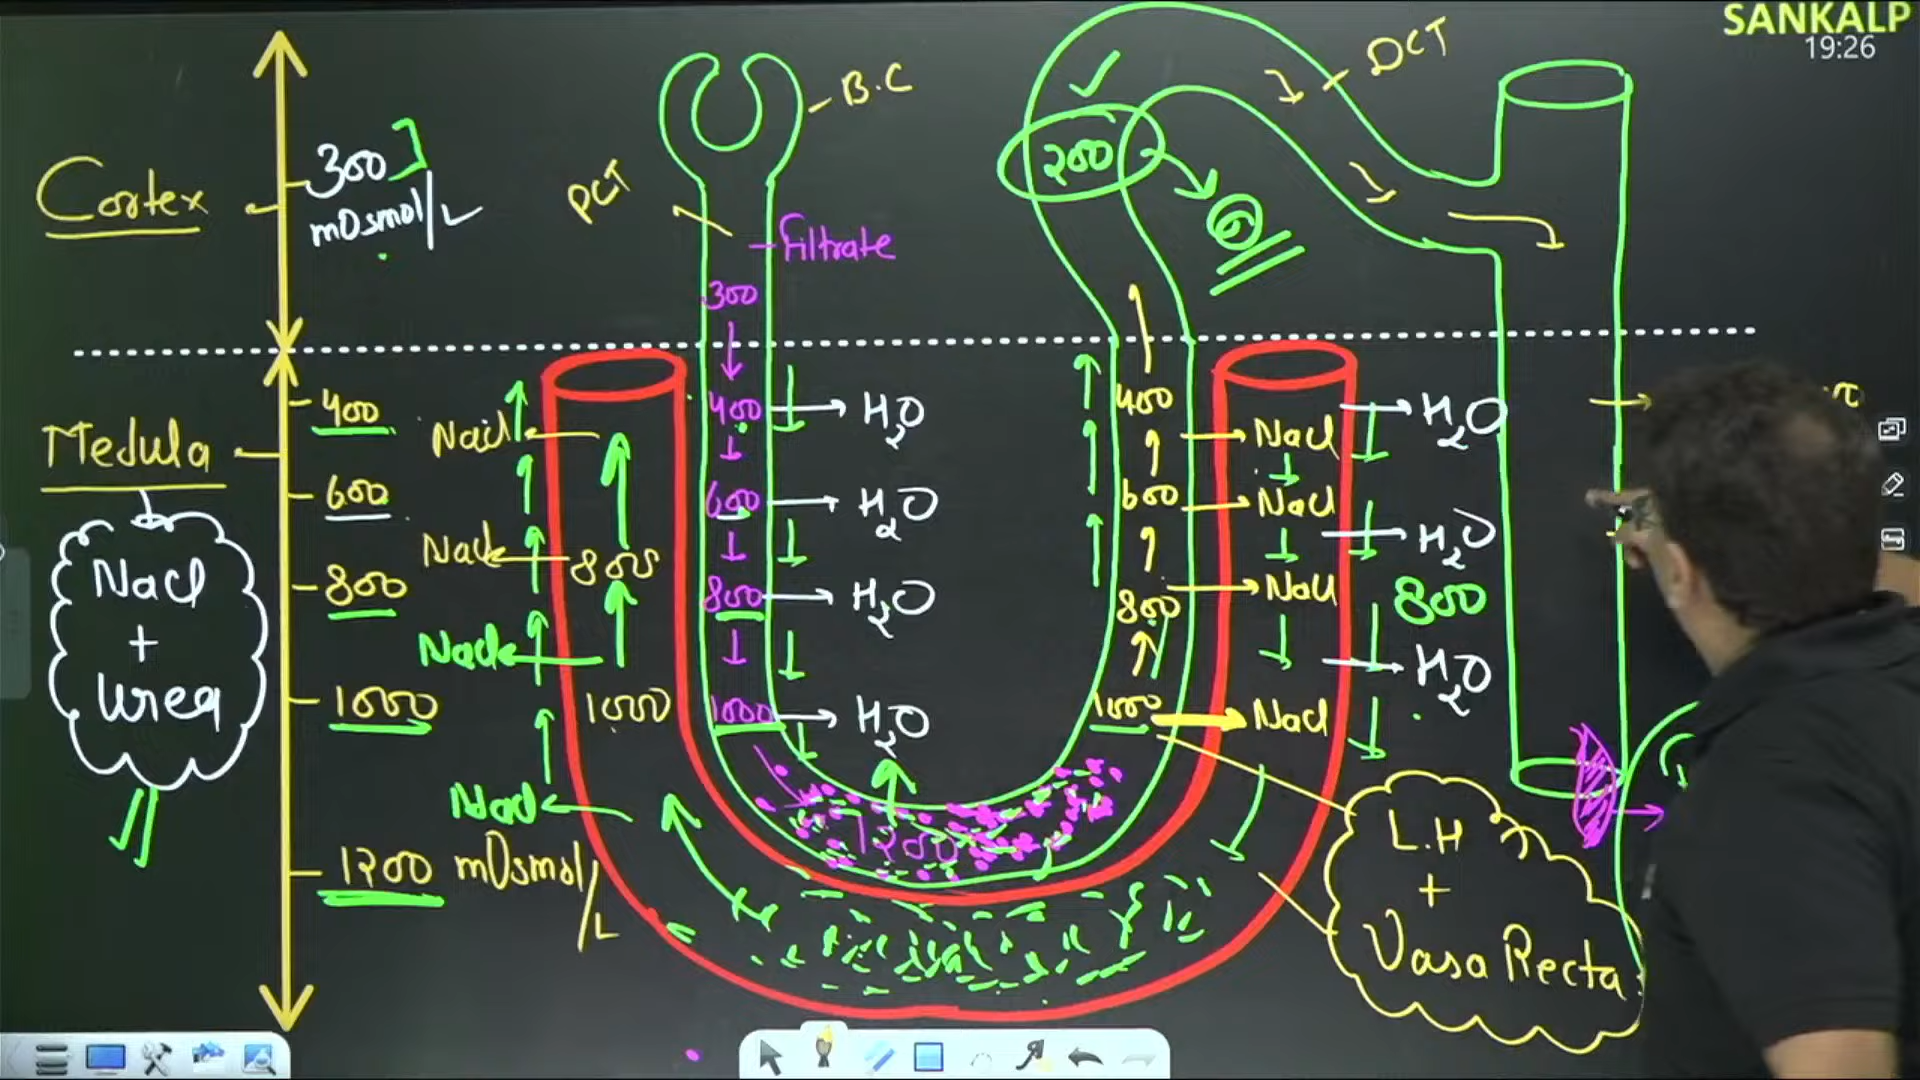 SANKALP
19:26
Cortex
300
mOsmol/L
B.C
PCT
Filtrate
300
200
DCT
Medula
NaCl
+
Urea
400
600
800
1000
1200 mOsmol/L
NaCl
NaCl
NaCl
NaCl
800
1000
400
600
800
1000
1200
H2O
H2O
H2O
H2O
400
600
800
1000
NaCl
NaCl
NaCl
NaCl
H2O
H2O
800
H2O
L.H
+
Vasa Recta